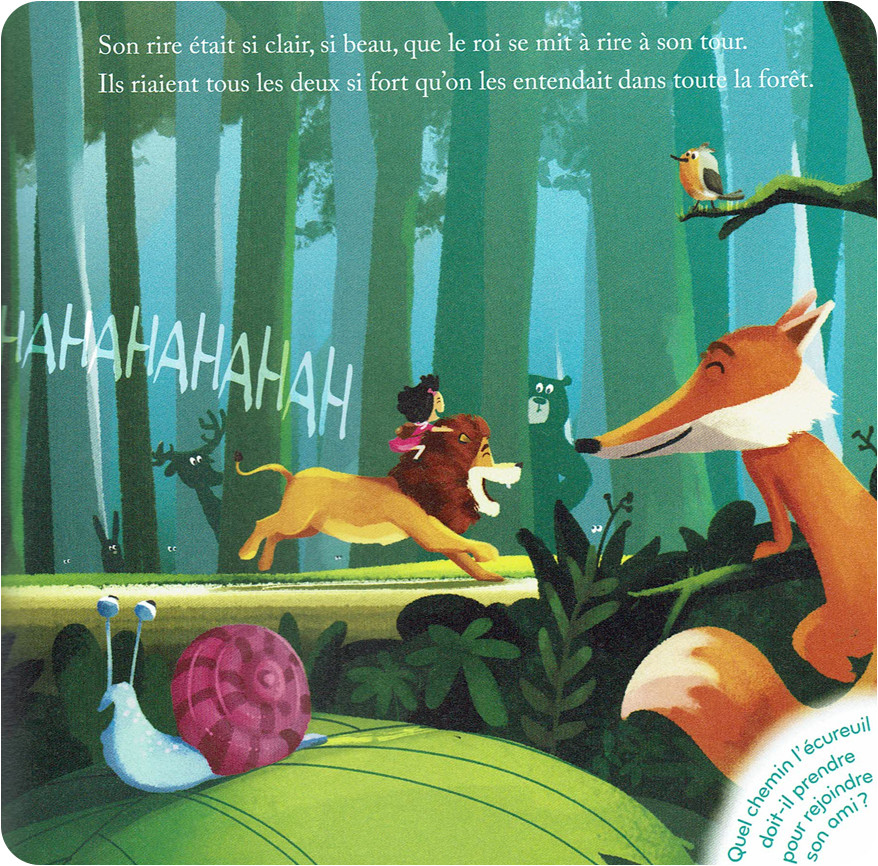 Son rire était si clair, si beau, que le roi se mit à rire à son tour.
Ils riaient tous les deux si fort qu'on les entendait dans toute la forêt.
HAHAHAHAHAH
Quel chemin l'écureuil
doit-il prendre
pour rejoindre
son ami ?